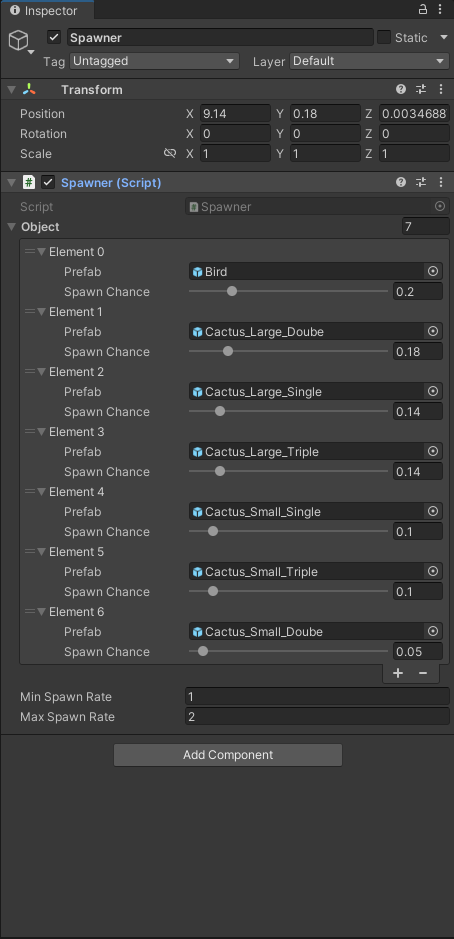 Inspector
Spawner Static
Tag Untagged Layer Default
Transform
Position X 9.14 Y 0.18 Z 0.0034688
Rotation X 0 Y 0 Z 0
Scale X 1 Y 1 Z 1
# Spawner (Script)
Script # Spawner
Object 7
Element 0
Prefab Bird
Spawn Chance 0.2
Element 1
Prefab Cactus_Large_Doube
Spawn Chance 0.18
Element 2
Prefab Cactus_Large_Single
Spawn Chance 0.14
Element 3
Prefab Cactus_Large_Triple
Spawn Chance 0.14
Element 4
Prefab Cactus_Small_Single
Spawn Chance 0.1
Element 5
Prefab Cactus_Small_Triple
Spawn Chance 0.1
Element 6
Prefab Cactus_Small_Doube
Spawn Chance 0.05
+ −
Min Spawn Rate 1
Max Spawn Rate 2
Add Component